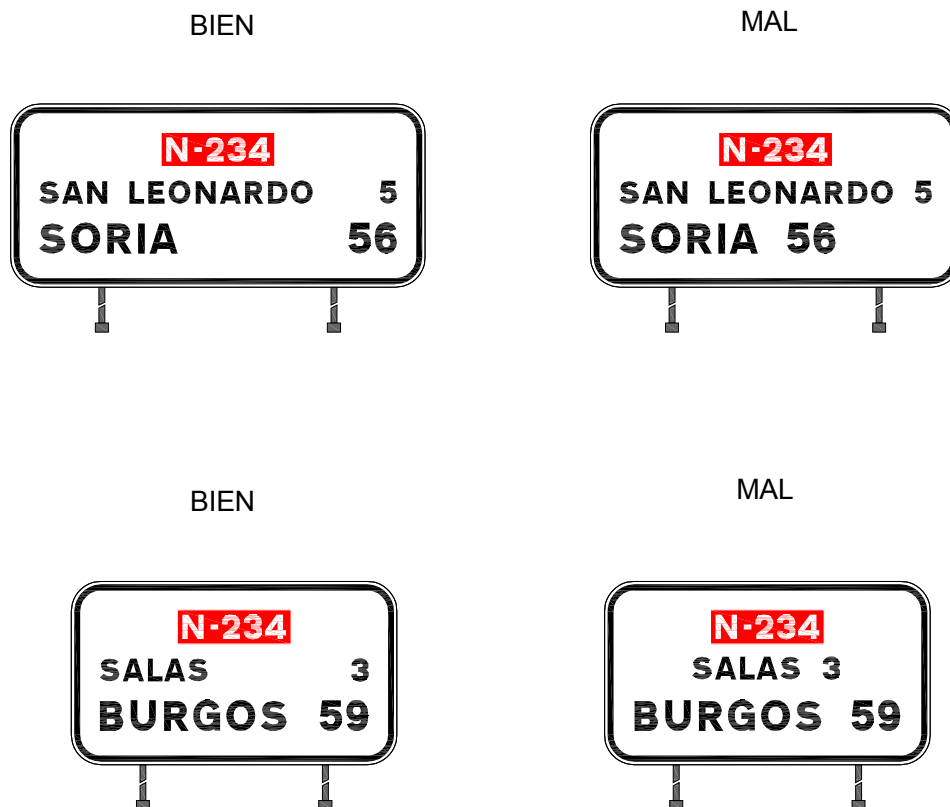 BIEN
MAL
N-234
SAN LEONARDO 5
SORIA 56
N-234
SAN LEONARDO 5
SORIA 56
BIEN
MAL
N-234
SALAS 3
BURGOS 59
N-234
SALAS 3
BURGOS 59